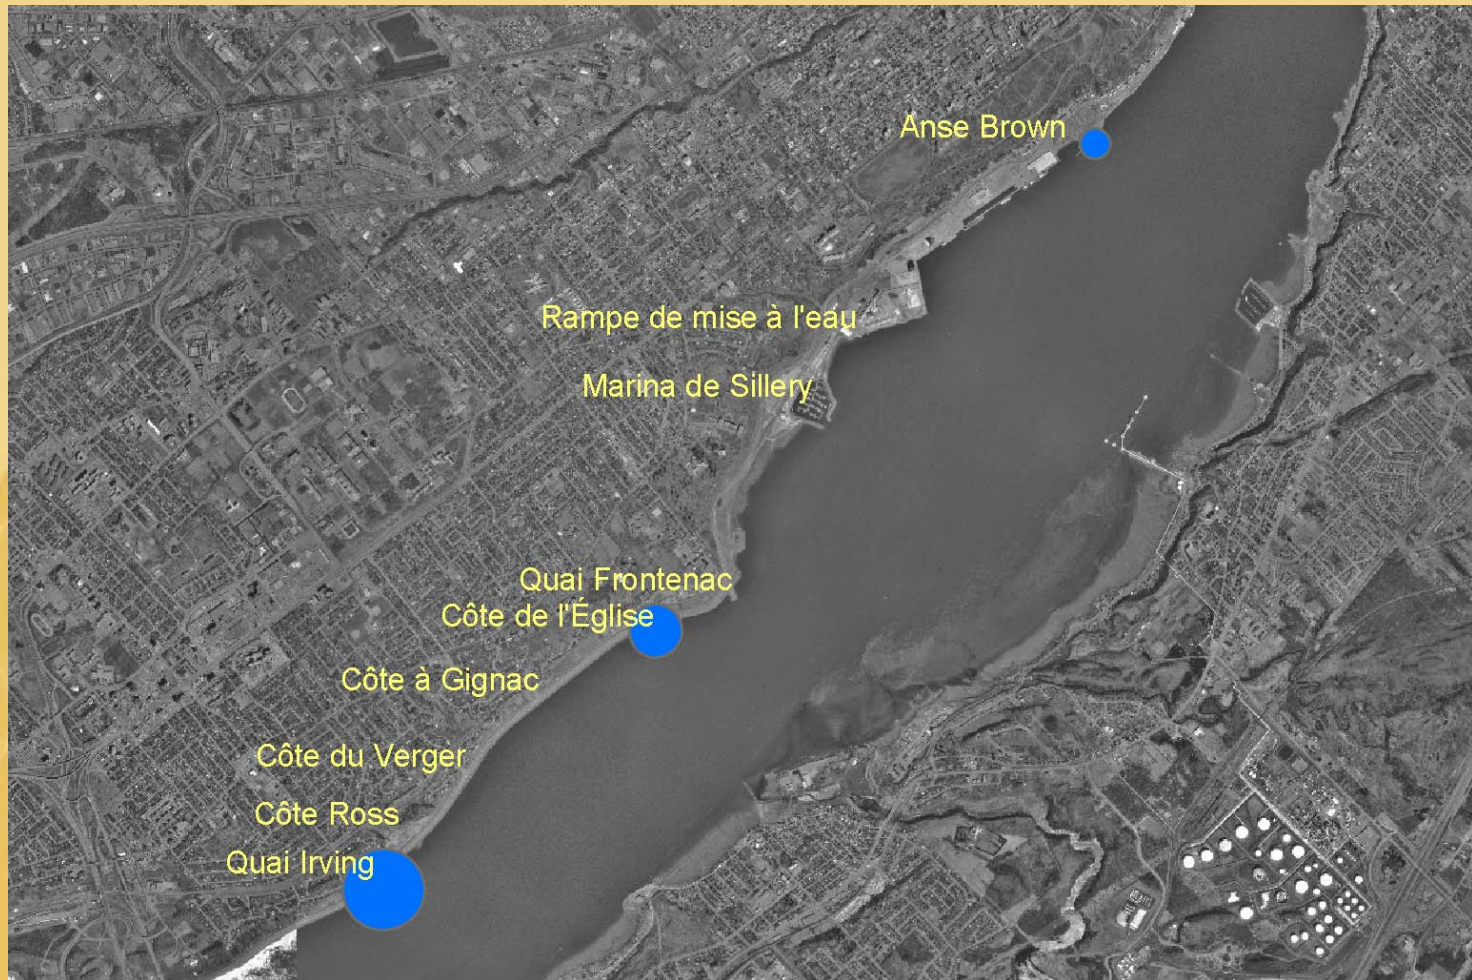 Anse Brown
Rampe de mise à l'eau
Marina de Sillery
Quai Frontenac
Côte de l'Église
Côte à Gignac
Côte du Verger
Côte Ross
Quai Irving